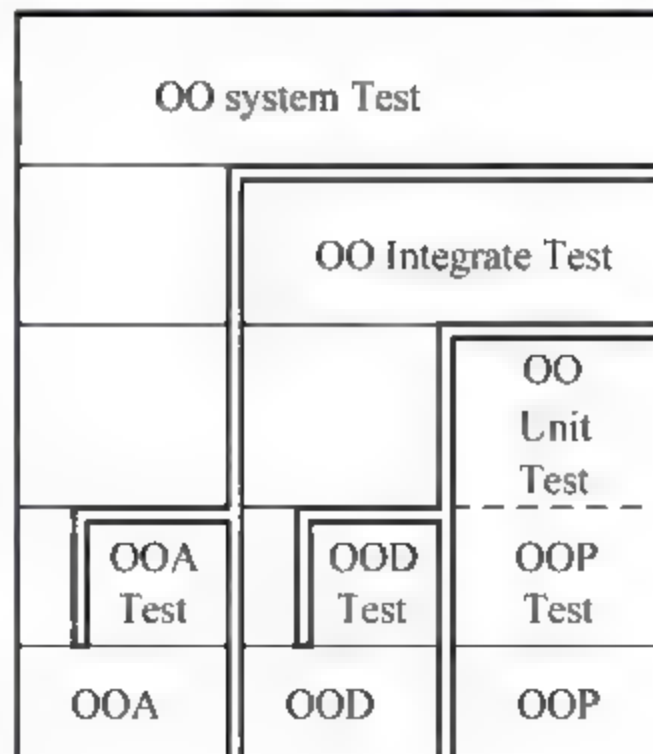 OO system Test
OO Integrate Test
OO
Unit
Test
OOA
Test
OOD
Test
OOP
Test
OOA
OOD
OOP